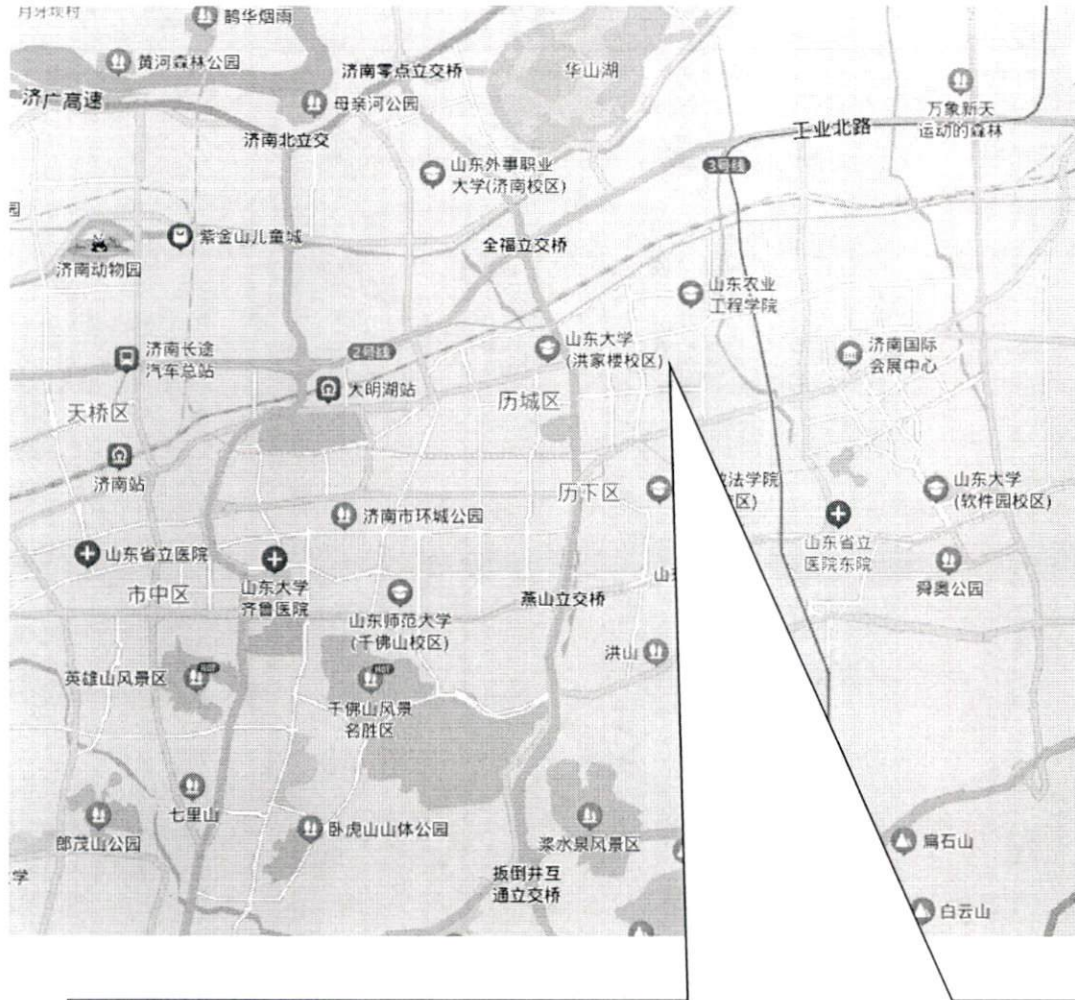 月牙坝村
鹊华烟雨
黄河森林公园
济南零点立交桥
华山湖
济广高速
母亲河公园
万象新天
运动的森林
济南北立交
工业北路
山东外事职业
大学(济南校区)
3号线
园
紫金山儿童城
全福立交桥
济南动物园
山东农业
工程学院
济南长途
汽车总站
2号线
山东大学
(洪家楼校区)
济南国际
会展中心
大明湖站
历城区
天桥区
济南站
历下区
法学院
区)
山东大学
(软件园校区)
济南市环城公园
山东省立医院
山东大学
齐鲁医院
山东省立
医院东院
舜奥公园
市中区
山东师范大学
(千佛山校区)
燕山立交桥
洪山
英雄山风景区
HOT
HOT
千佛山风景
名胜区
七里山
郎茂山公园
卧虎山山体公园
浆水泉风景区
扁石山
学
扳倒井互
通立交桥
白云山